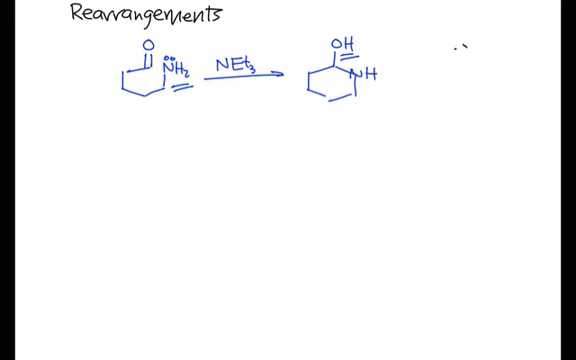 Rearrangements
O
NH₂
NEt₃
OH
NH